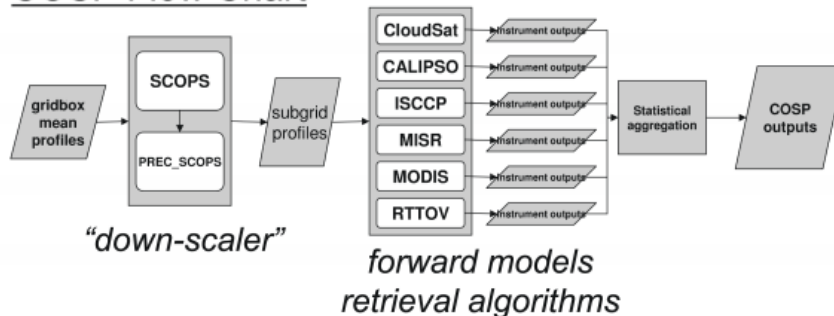 COSP Flow Chart
gridbox
mean
profiles
SCOPS
PREC_SCOPS
"down-scaler"
subgrid
profiles
CloudSat
CALIPSO
ISCCP
MISR
MODIS
RTTOV
forward models
retrieval algorithms
Instrument outputs
Instrument outputs
Instrument outputs
Instrument outputs
Instrument outputs
Instrument outputs
Statistical
aggregation
COSP
outputs